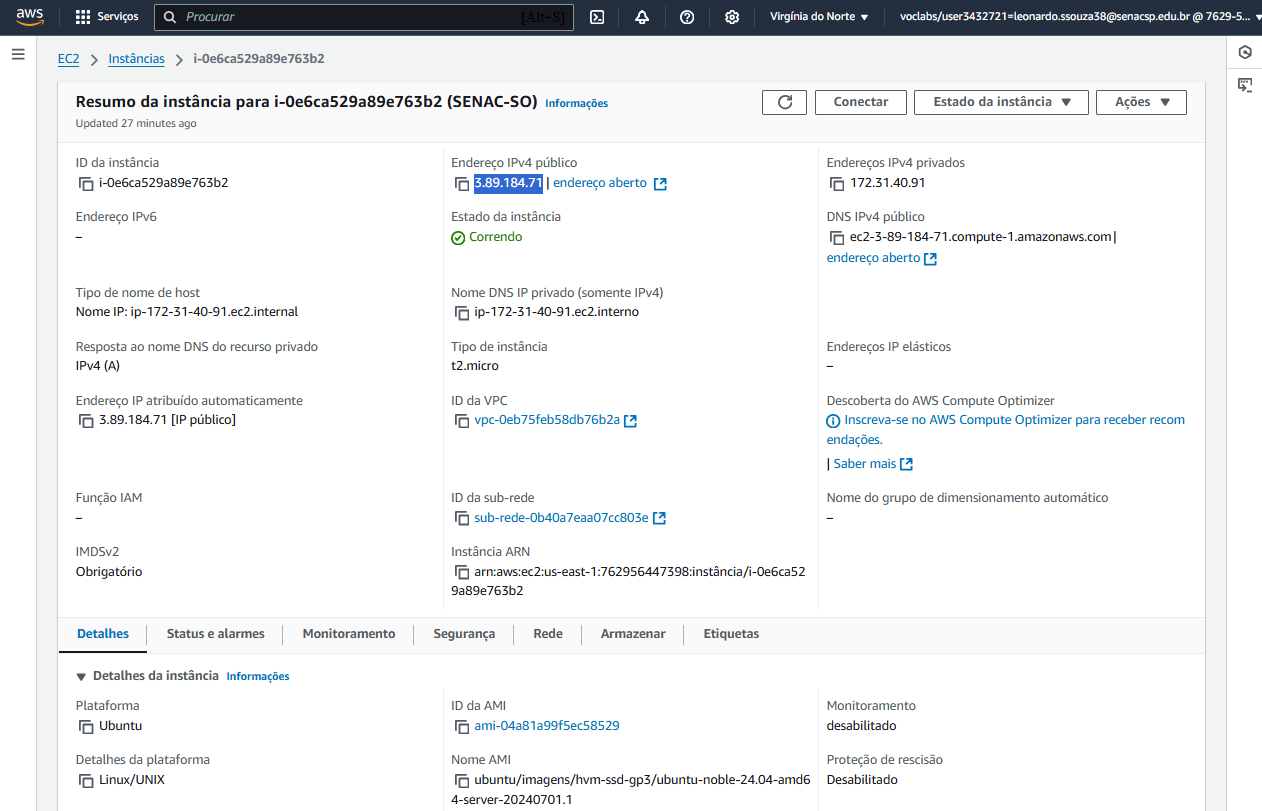 aws Serviços Procurar [Alt+S] Virgínia do Norte voclabs/user3432721=leonardo.ssouza38@senacsp.edu.br @ 7629-5...
EC2 Instâncias i-0e6ca529a89e763b2
Resumo da instância para i-0e6ca529a89e763b2 (SENAC-SO) Informações
Updated 27 minutes ago
Conectar Estado da instância Ações
ID da instância
i-0e6ca529a89e763b2
Endereço IPv4 público
3.89.184.71 | endereço aberto
Endereços IPv4 privados
172.31.40.91
Endereço IPv6
–
Estado da instância
Correndo
DNS IPv4 público
ec2-3-89-184-71.compute-1.amazonaws.com |
endereço aberto
Tipo de nome de host
Nome IP: ip-172-31-40-91.ec2.internal
Nome DNS IP privado (somente IPv4)
ip-172-31-40-91.ec2.interno
Resposta ao nome DNS do recurso privado
IPv4 (A)
Tipo de instância
t2.micro
Endereços IP elásticos
–
Endereço IP atribuído automaticamente
3.89.184.71 [IP público]
ID da VPC
vpc-0eb75feb58db76b2a
Descoberta do AWS Compute Optimizer
Inscreva-se no AWS Compute Optimizer para receber recom
endações.
| Saber mais
Função IAM
–
ID da sub-rede
sub-rede-0b40a7eaa07cc803e
Nome do grupo de dimensionamento automático
–
IMDSv2
Obrigatório
Instância ARN
arn:aws:ec2:us-east-1:762956447398:instância/i-0e6ca52
9a89e763b2
Detalhes Status e alarmes Monitoramento Segurança Rede Armazenar Etiquetas
Detalhes da instância Informações
Plataforma
Ubuntu
ID da AMI
ami-04a81a99f5ec58529
Monitoramento
desabilitado
Detalhes da plataforma
Linux/UNIX
Nome AMI
ubuntu/imagens/hvm-ssd-gp3/ubuntu-noble-24.04-amd6
4-server-20240701.1
Proteção de rescisão
Desabilitado